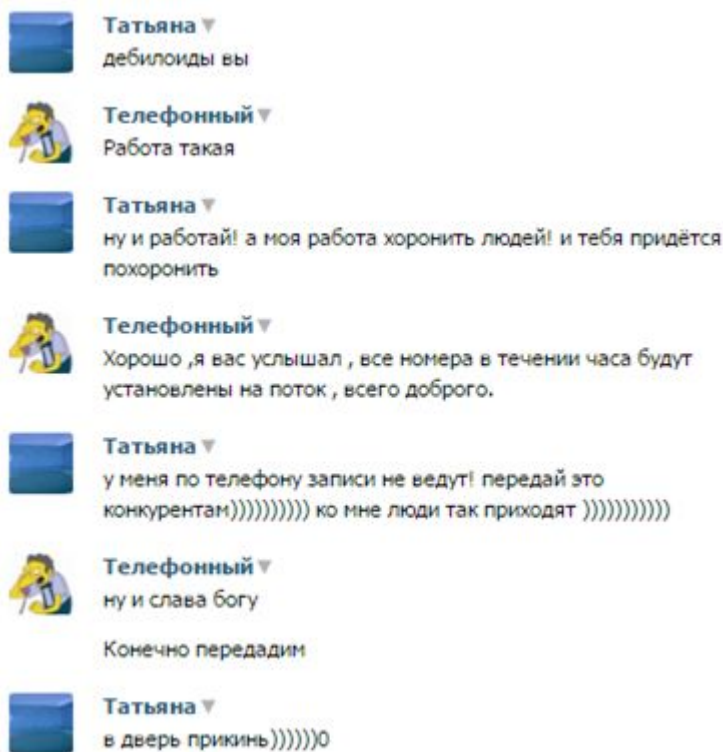 Татьяна
дебилоиды вы
Телефонный
Работа такая
Татьяна
ну и работай! а моя работа хоронить людей! и тебя придётся
похоронить
Телефонный
Хорошо ,я вас услышал , все номера в течении часа будут
установлены на поток , всего доброго.
Татьяна
у меня по телефону записи не ведут! передай это
конкурентам)))))))))) ко мне люди так приходят )))))))))))
Телефонный
ну и слава богу
Конечно передадим
Татьяна
в дверь прикинь))))))0